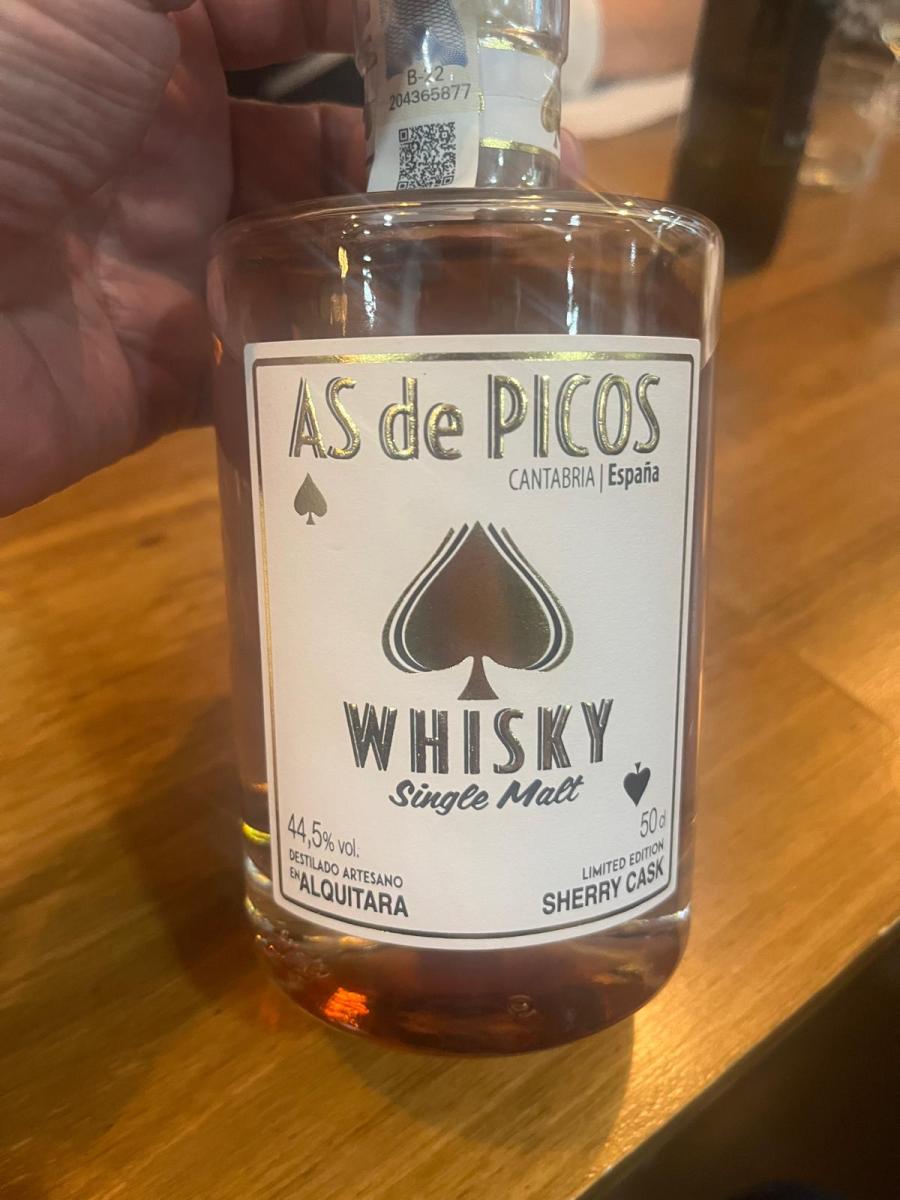 B-22
204365877
AS de PICOS
CANTABRIA | España
WHISKY
Single Malt
44,5% vol.
50cl
DESTILADO ARTESANO
EN ALQUITARA
LIMITED EDITION
SHERRY CASK